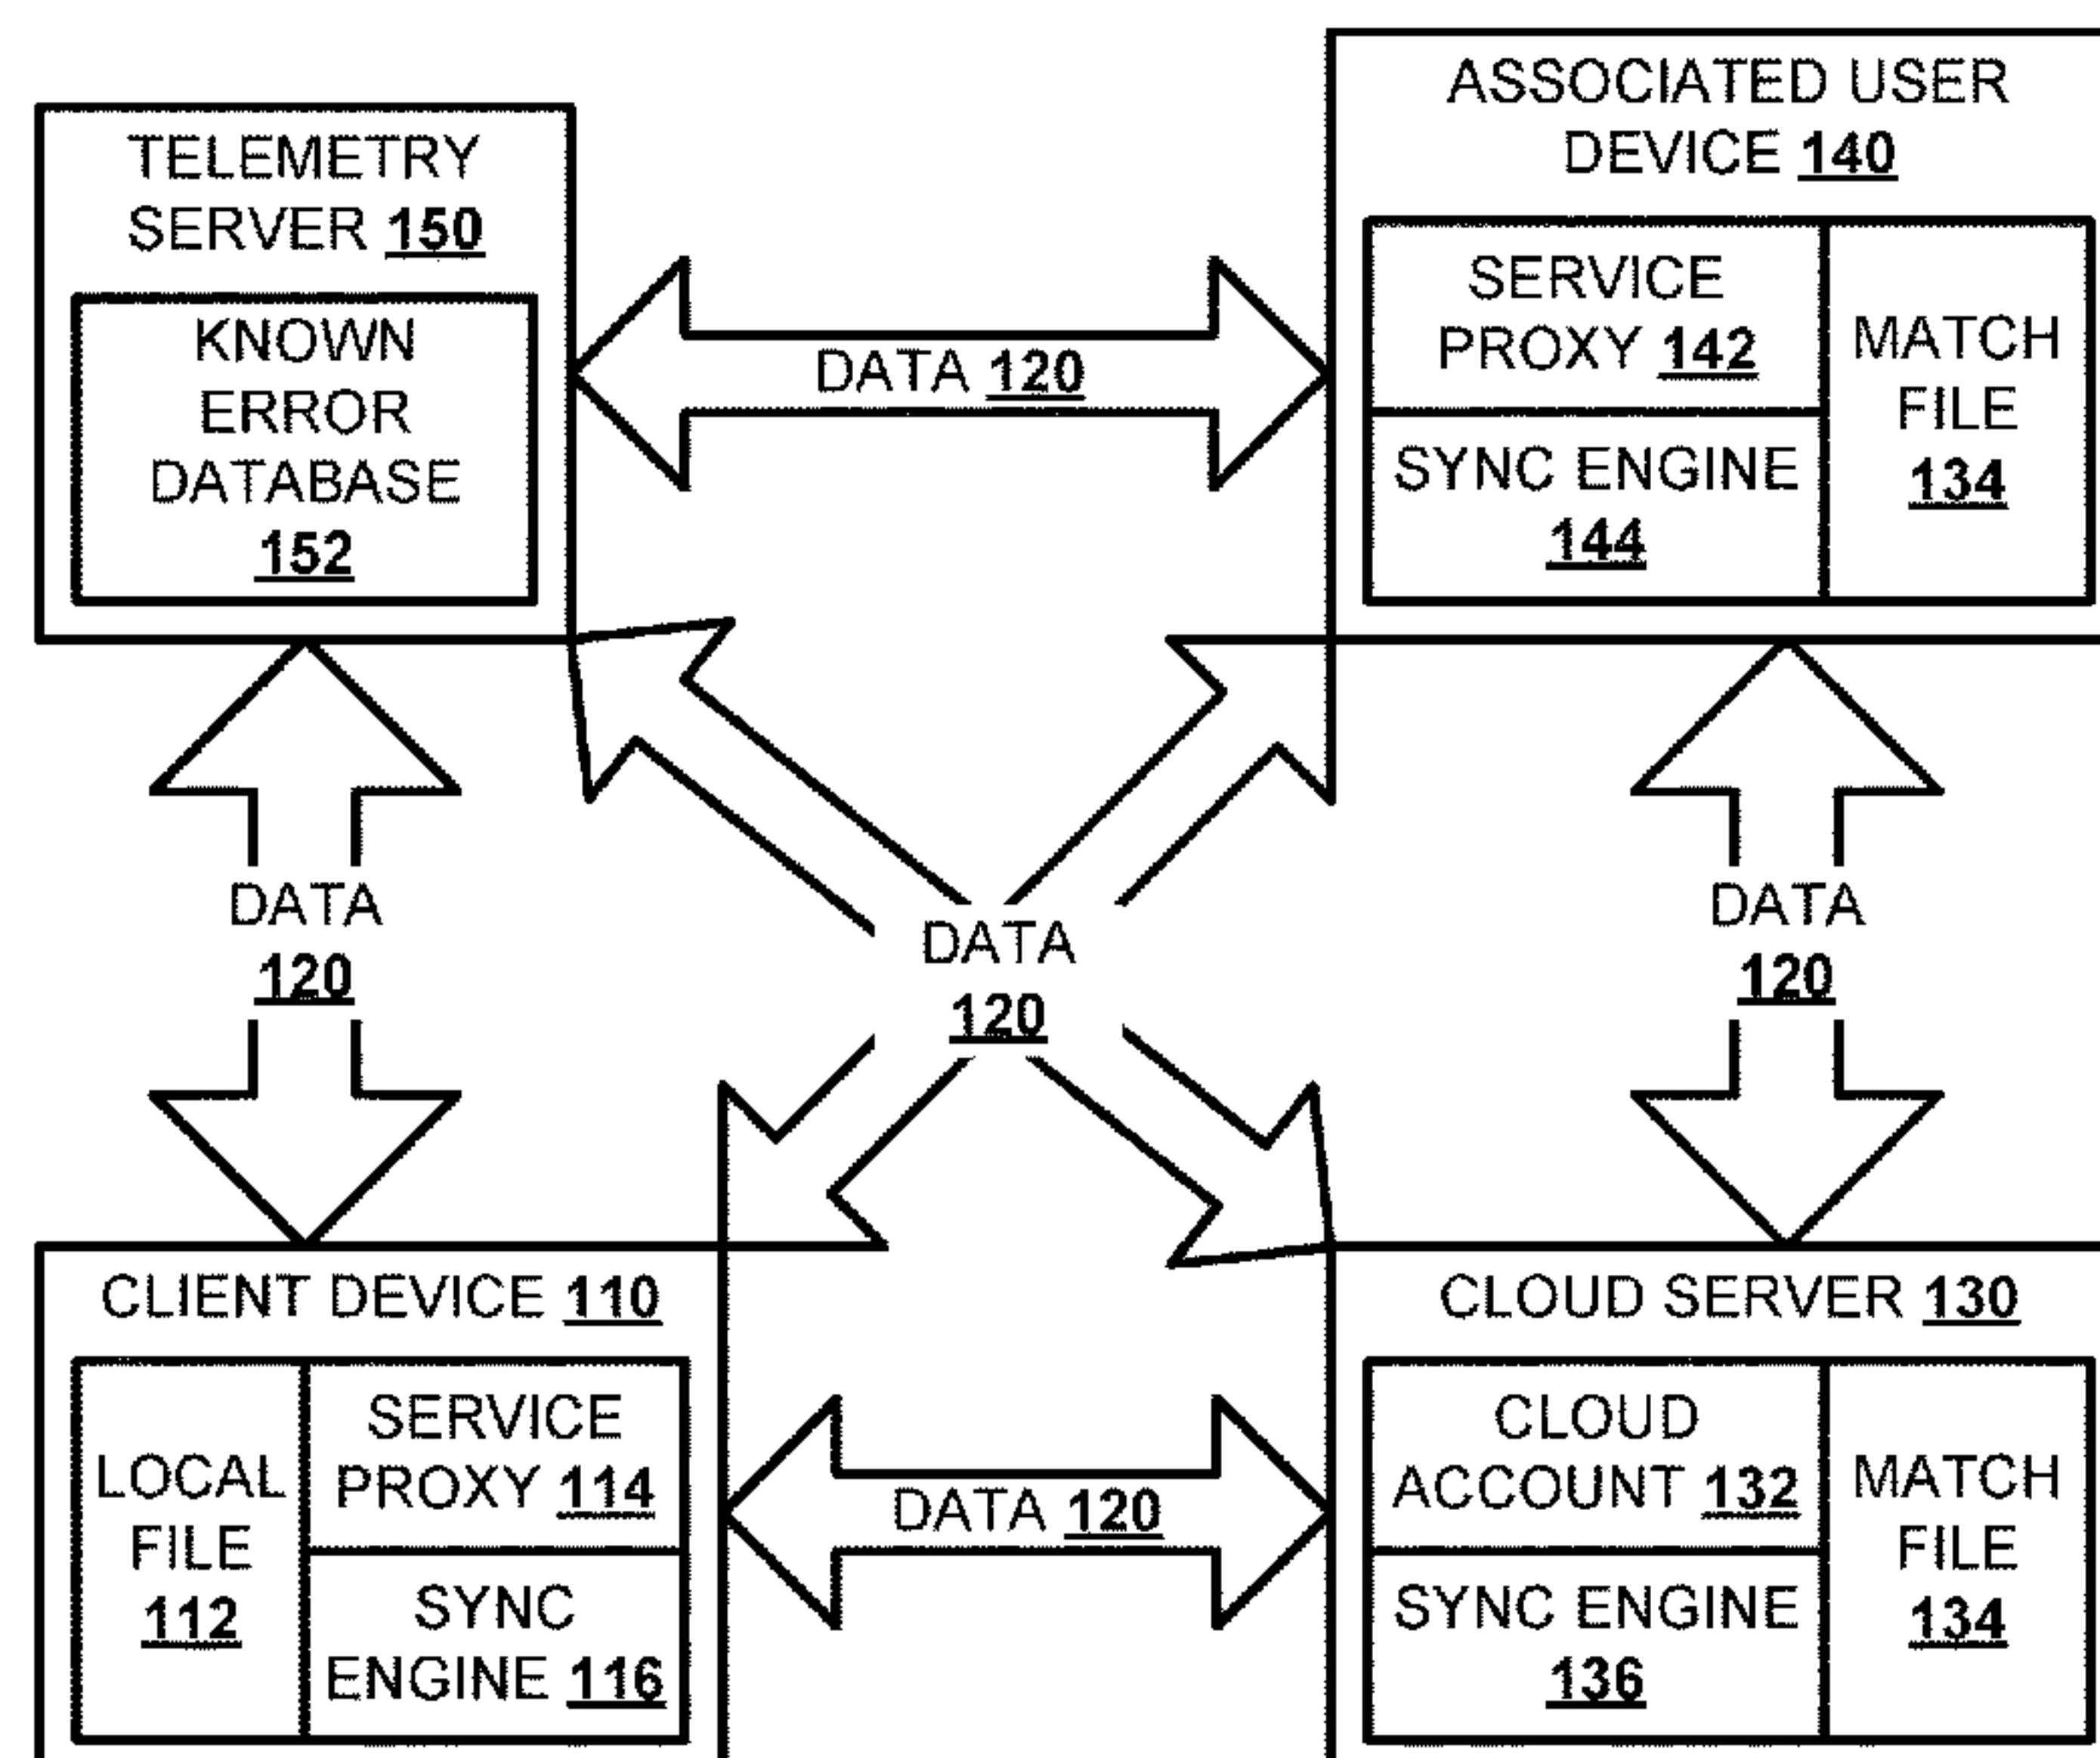 TELEMETRY
SERVER 150
KNOWN
ERROR
DATABASE
152
DATA 120
ASSOCIATED USER
DEVICE 140
SERVICE
PROXY 142
SYNC ENGINE
144
MATCH
FILE
134
DATA
120
DATA
120
DATA
120
CLIENT DEVICE 110
LOCAL
FILE
112
SERVICE
PROXY 114
SYNC
ENGINE 116
DATA 120
CLOUD SERVER 130
CLOUD
ACCOUNT 132
SYNC ENGINE
136
MATCH
FILE
134